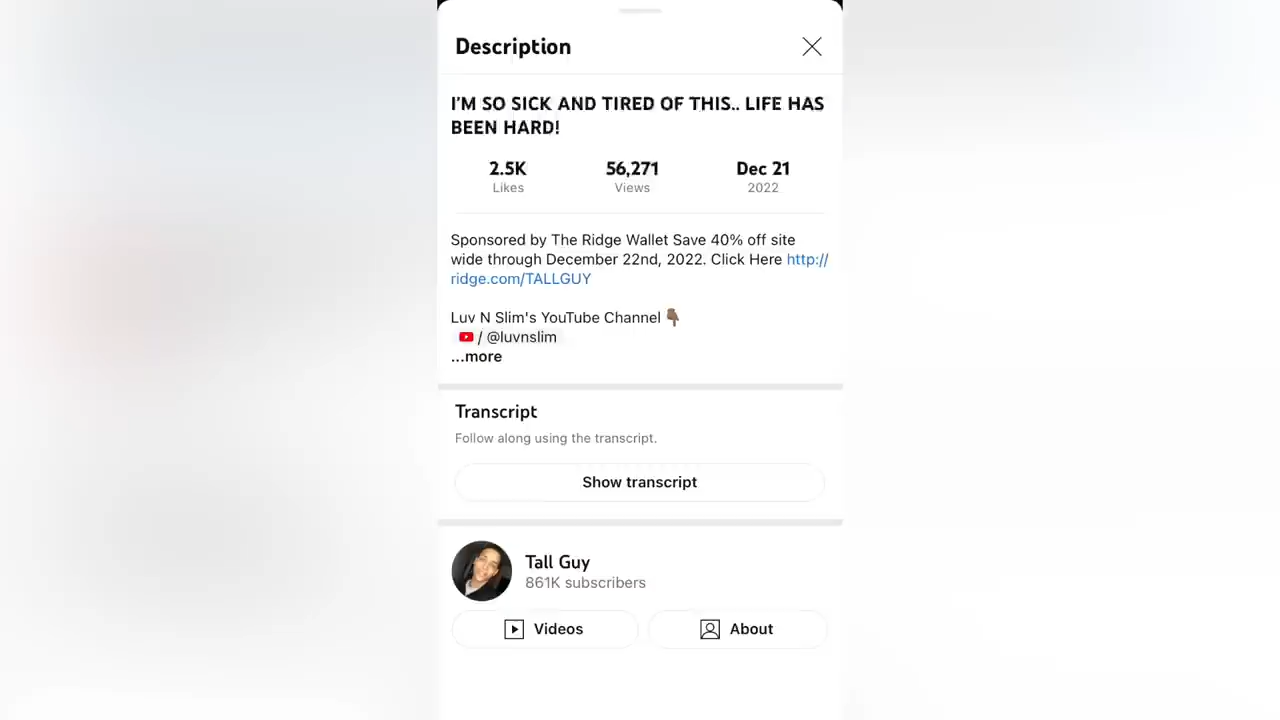 Description
I'M SO SICK AND TIRED OF THIS.. LIFE HAS
BEEN HARD!
2.5K
Likes
56,271
Views
Dec 21
2022
Sponsored by The Ridge Wallet Save 40% off site
wide through December 22nd, 2022. Click Here http://
ridge.com/TALLGUY
Luv N Slim's YouTube Channel
/ @luvnslim
...more
Transcript
Follow along using the transcript.
Show transcript
Tall Guy
861K subscribers
Videos
About